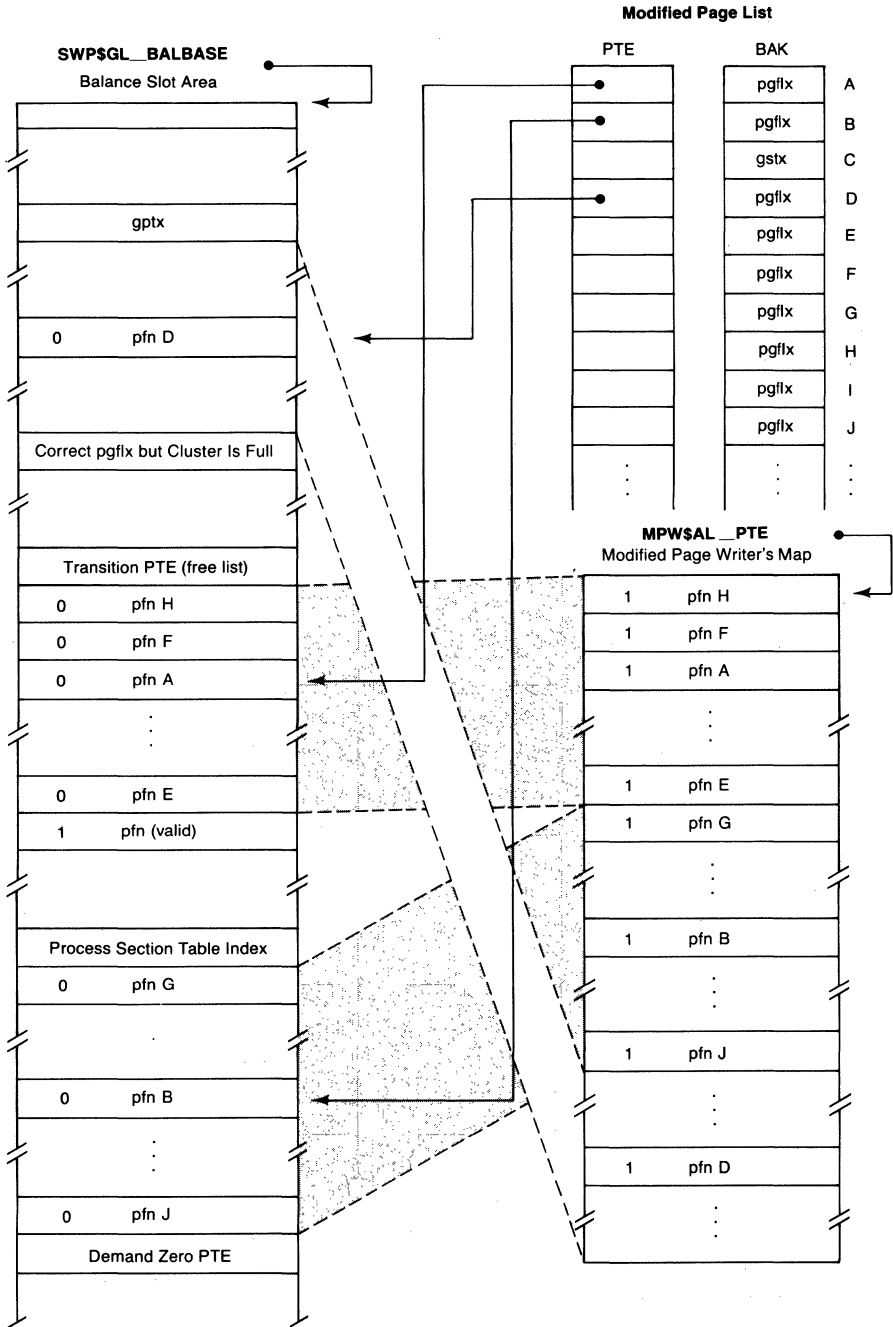 Modified Page List
PTE
BAK
pgflx A
pgflx B
gstx C
pgflx D
pgflx E
pgflx F
pgflx G
pgflx H
pgflx I
pgflx J
SWP$GL__BALBASE
Balance Slot Area
gptx
0 pfn D
Correct pgflx but Cluster Is Full
Transition PTE (free list)
0 pfn H
0 pfn F
0 pfn A
0 pfn E
1 pfn (valid)
Process Section Table Index
0 pfn G
0 pfn B
0 pfn J
Demand Zero PTE
MPW$AL__PTE
Modified Page Writer's Map
1 pfn H
1 pfn F
1 pfn A
1 pfn E
1 pfn G
1 pfn B
1 pfn J
1 pfn D